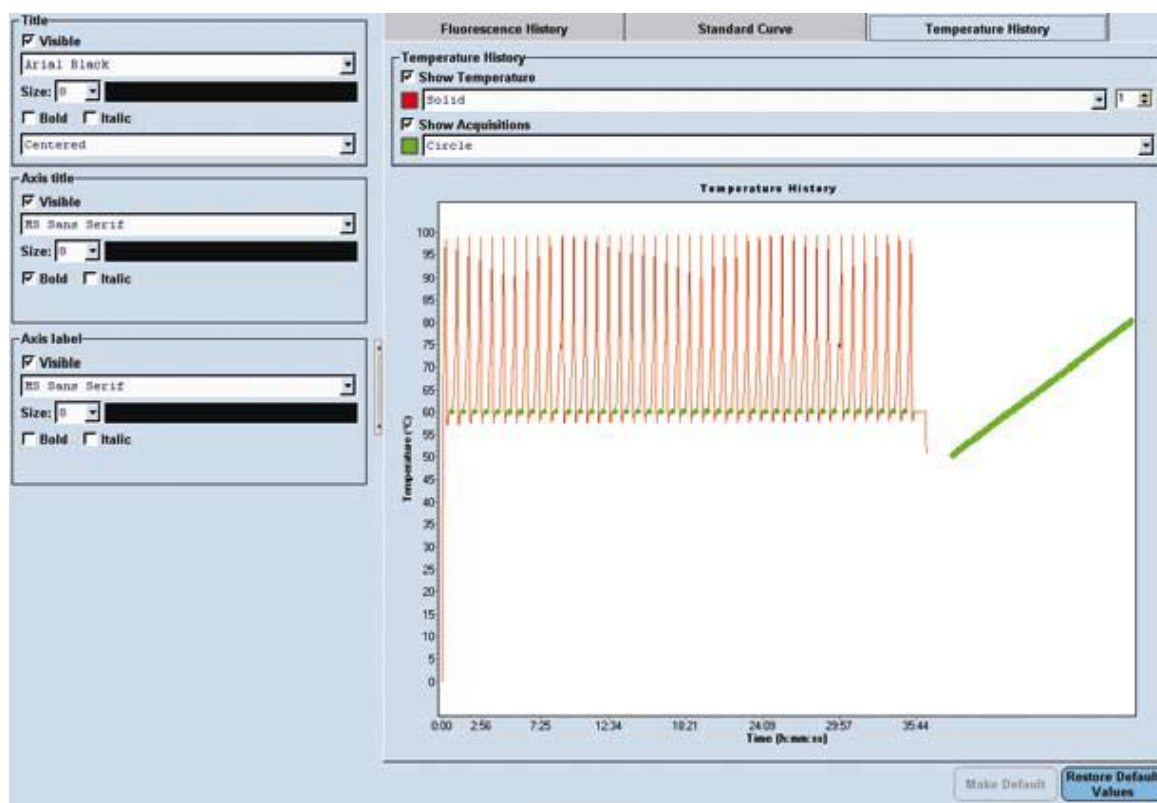 Title
Visible
Arial Black
Size: 8
Bold Italic
Centered
Axis title
Visible
MS Sans Serif
Size: 8
Bold Italic
Axis label
Visible
MS Sans Serif
Size: 8
Bold Italic
Fluorescence History Standard Curve Temperature History
Temperature History
Show Temperature
Solid 1
Show Acquisitions
Circle
Temperature History
Temperature (°C)
100
95
90
85
80
75
70
65
60
55
50
45
40
35
30
25
20
15
10
5
0
0:00 2:56 7:25 12:34 18:21 24:09 29:57 35:44
Time (h:mm:ss)
Make Default
Restore Default
Values